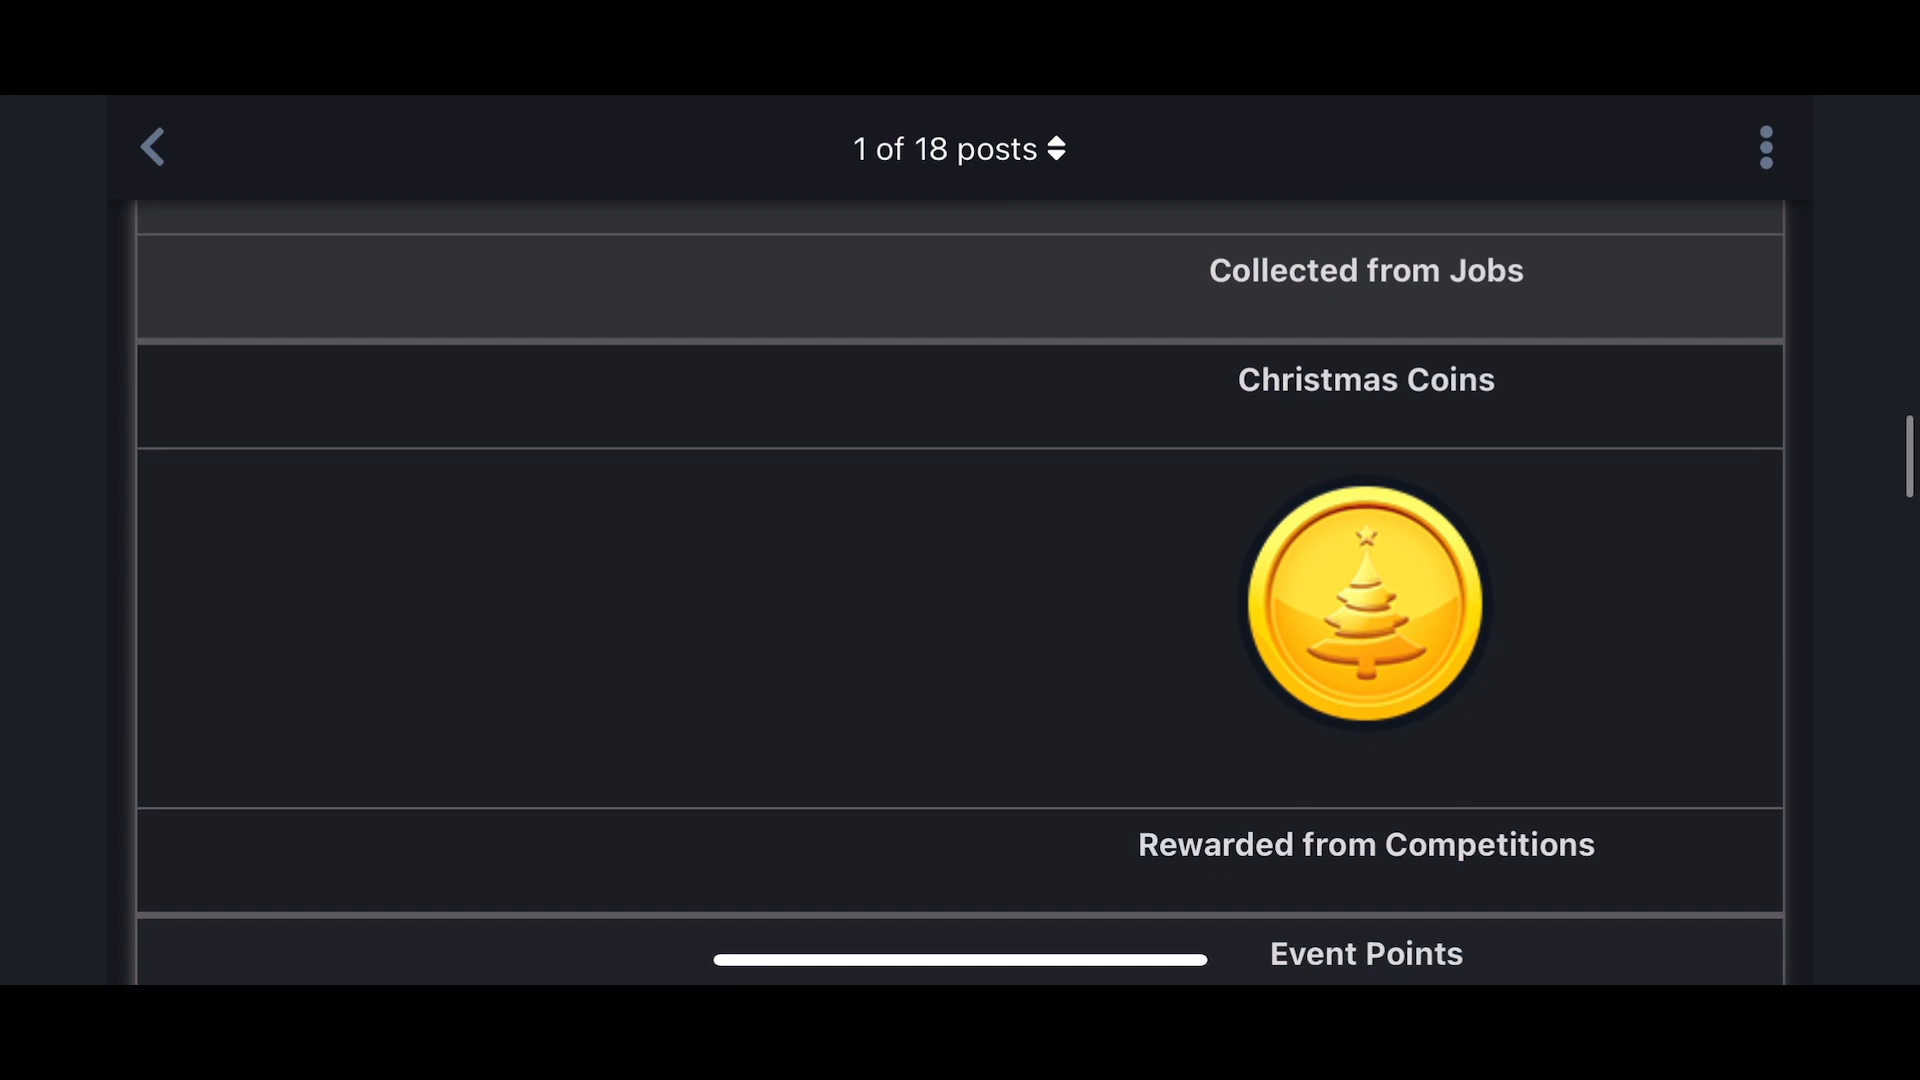 1 of 18 posts
Collected from Jobs
Christmas Coins
Rewarded from Competitions
Event Points